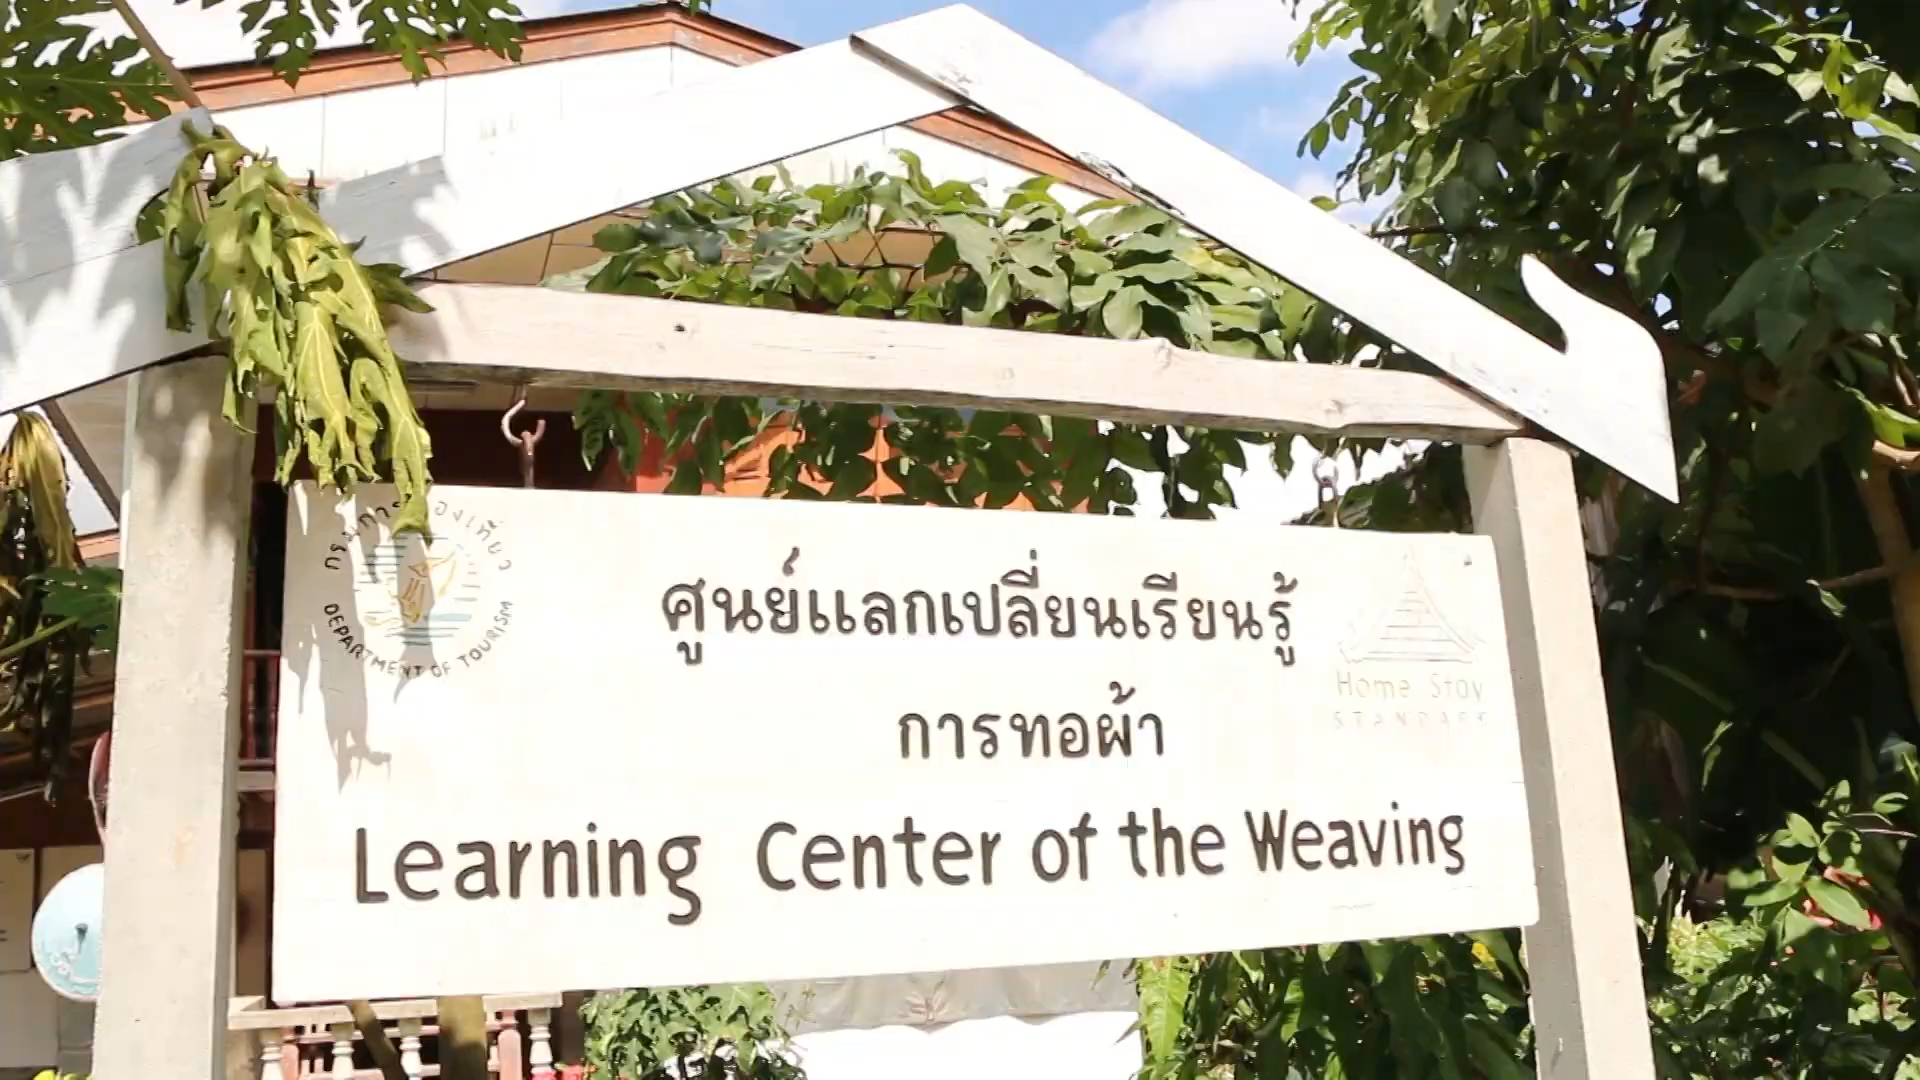 กรมการท่องเที่ยว
DEPARTMENT OF TOURISM
ศูนย์แลกเปลี่ยนเรียนรู้
การทอผ้า
Home Stay
STANDARD
Learning Center of the Weaving